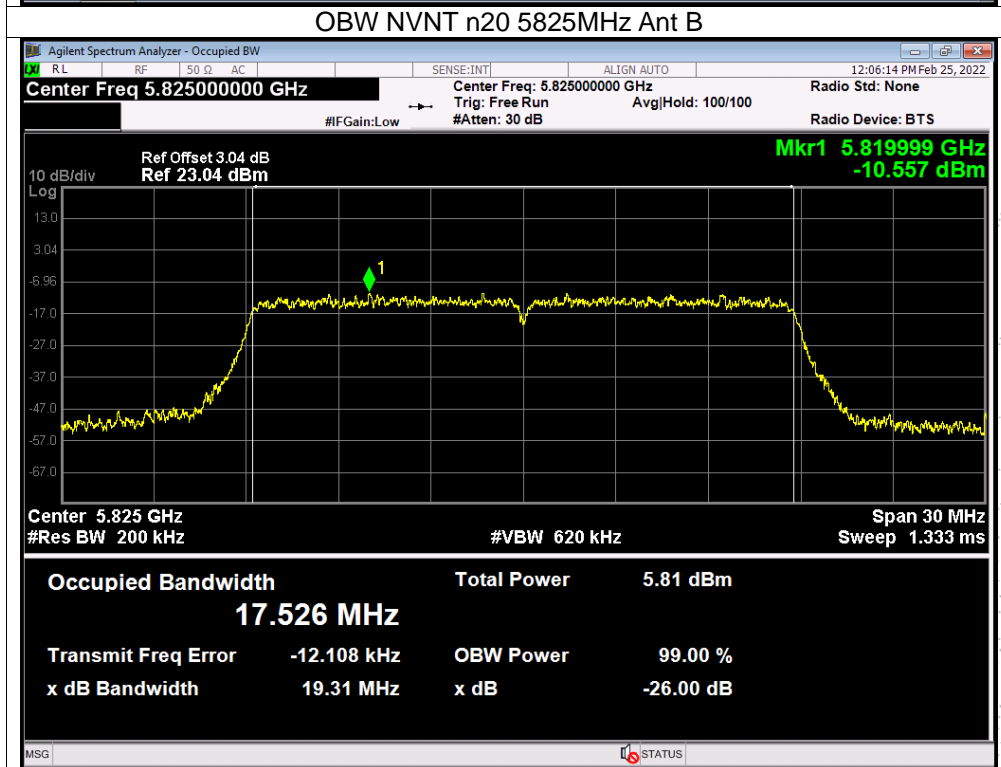 OBW NVNT n20 5825MHz Ant B
Agilent Spectrum Analyzer - Occupied BW
LXI RL RF 50 Ω AC SENSE:INT ALIGN AUTO 12:06:14 PM Feb 25, 2022
Center Freq 5.825000000 GHz Center Freq: 5.825000000 GHz Radio Std: None
Trig: Free Run Avg|Hold: 100/100
#IFGain:Low #Atten: 30 dB Radio Device: BTS
Ref Offset 3.04 dB Mkr1 5.819999 GHz
10 dB/div Ref 23.04 dBm -10.557 dBm
Log
13.0
3.04
1
-6.96
-17.0
-27.0
-37.0
-47.0
-57.0
-67.0
Center 5.825 GHz Span 30 MHz
#Res BW 200 kHz #VBW 620 kHz Sweep 1.333 ms
Occupied Bandwidth Total Power 5.81 dBm
17.526 MHz
Transmit Freq Error -12.108 kHz OBW Power 99.00 %
x dB Bandwidth 19.31 MHz x dB -26.00 dB
MSG STATUS